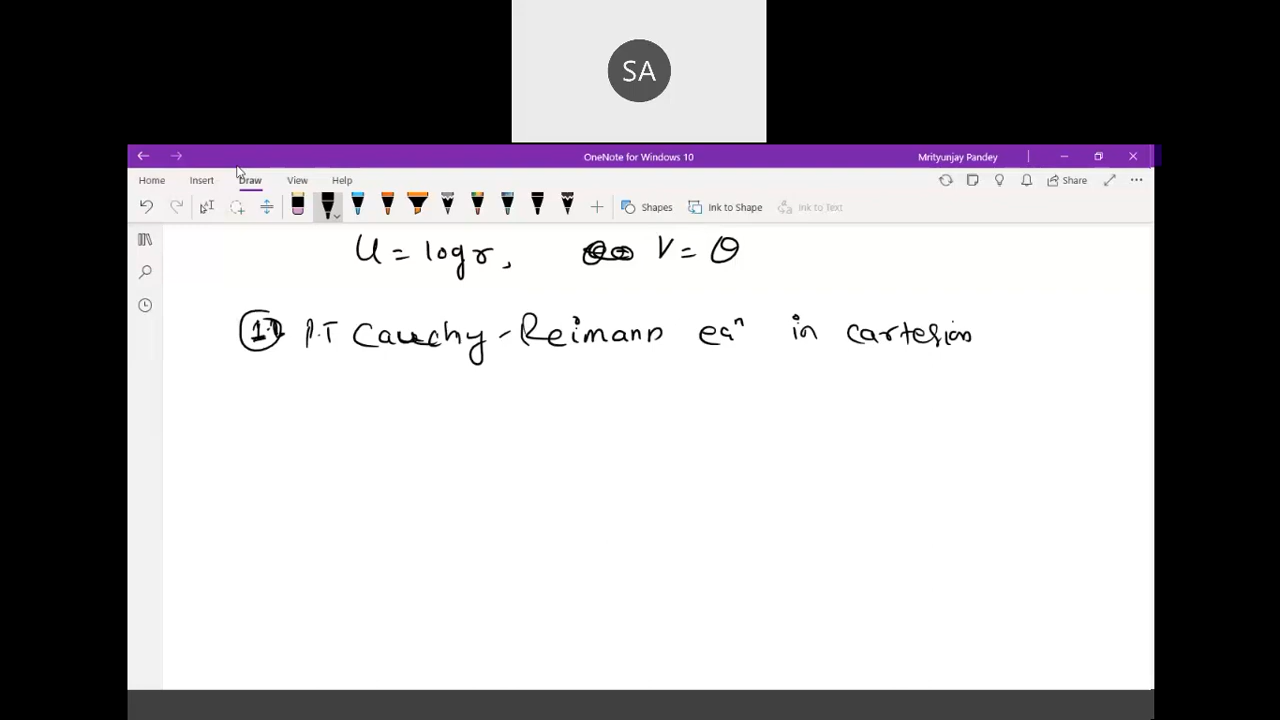 SA
OneNote for Windows 10
Mrityunjay Pandey
Home Insert Draw View Help
Share
Shapes Ink to Shape Ink to Text
U = log r, V = θ
P.T Cauchy - Reimann eqn in cartesian